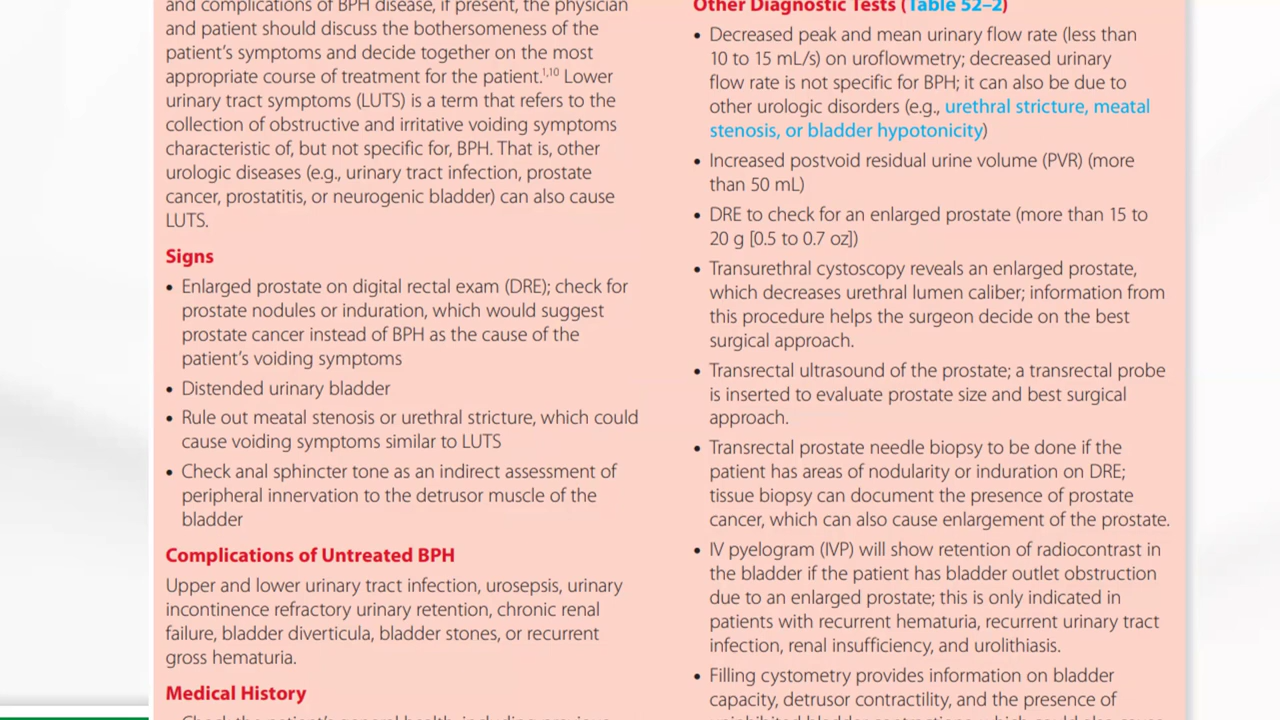 and complications of BPH disease, if present, the physician
and patient should discuss the bothersomeness of the
patient's symptoms and decide together on the most
appropriate course of treatment for the patient.1,10 Lower
urinary tract symptoms (LUTS) is a term that refers to the
collection of obstructive and irritative voiding symptoms
characteristic of, but not specific for, BPH. That is, other
urologic diseases (e.g., urinary tract infection, prostate
cancer, prostatitis, or neurogenic bladder) can also cause
LUTS.
Signs
• Enlarged prostate on digital rectal exam (DRE); check for
prostate nodules or induration, which would suggest
prostate cancer instead of BPH as the cause of the
patient's voiding symptoms
• Distended urinary bladder
• Rule out meatal stenosis or urethral stricture, which could
cause voiding symptoms similar to LUTS
• Check anal sphincter tone as an indirect assessment of
peripheral innervation to the detrusor muscle of the
bladder
Complications of Untreated BPH
Upper and lower urinary tract infection, urosepsis, urinary
incontinence refractory urinary retention, chronic renal
failure, bladder diverticula, bladder stones, or recurrent
gross hematuria.
Medical History
Other Diagnostic Tests (Table 52–2)
• Decreased peak and mean urinary flow rate (less than
10 to 15 mL/s) on uroflowmetry; decreased urinary
flow rate is not specific for BPH; it can also be due to
other urologic disorders (e.g., urethral stricture, meatal
stenosis, or bladder hypotonicity)
• Increased postvoid residual urine volume (PVR) (more
than 50 mL)
• DRE to check for an enlarged prostate (more than 15 to
20 g [0.5 to 0.7 oz])
• Transurethral cystoscopy reveals an enlarged prostate,
which decreases urethral lumen caliber; information from
this procedure helps the surgeon decide on the best
surgical approach.
• Transrectal ultrasound of the prostate; a transrectal probe
is inserted to evaluate prostate size and best surgical
approach.
• Transrectal prostate needle biopsy to be done if the
patient has areas of nodularity or induration on DRE;
tissue biopsy can document the presence of prostate
cancer, which can also cause enlargement of the prostate.
• IV pyelogram (IVP) will show retention of radiocontrast in
the bladder if the patient has bladder outlet obstruction
due to an enlarged prostate; this is only indicated in
patients with recurrent hematuria, recurrent urinary tract
infection, renal insufficiency, and urolithiasis.
• Filling cystometry provides information on bladder
capacity, detrusor contractility, and the presence of